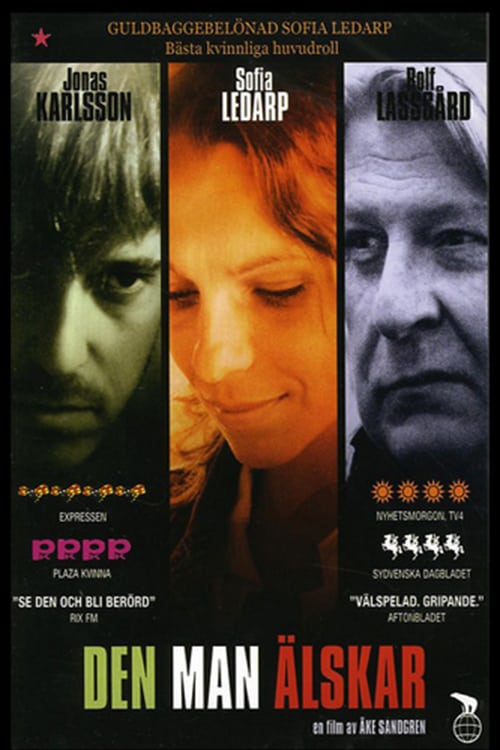 GULDBAGGEBELÖNAD SOFIA LEDARP
Bästa kvinnliga huvudroll
Jonas
KARLSSON
Sofia
LEDARP
Rolf
LASSGÅRD
EXPRESSEN
PLAZA KVINNA
"SE DEN OCH BLI BERÖRD"
RIX FM
NYHETSMORGON, TV4
SYDVENSKA DAGBLADET
"VÄLSPELAD. GRIPANDE."
AFTONBLADET
DEN MAN ÄLSKAR
en film av ÅKE SANDGREN